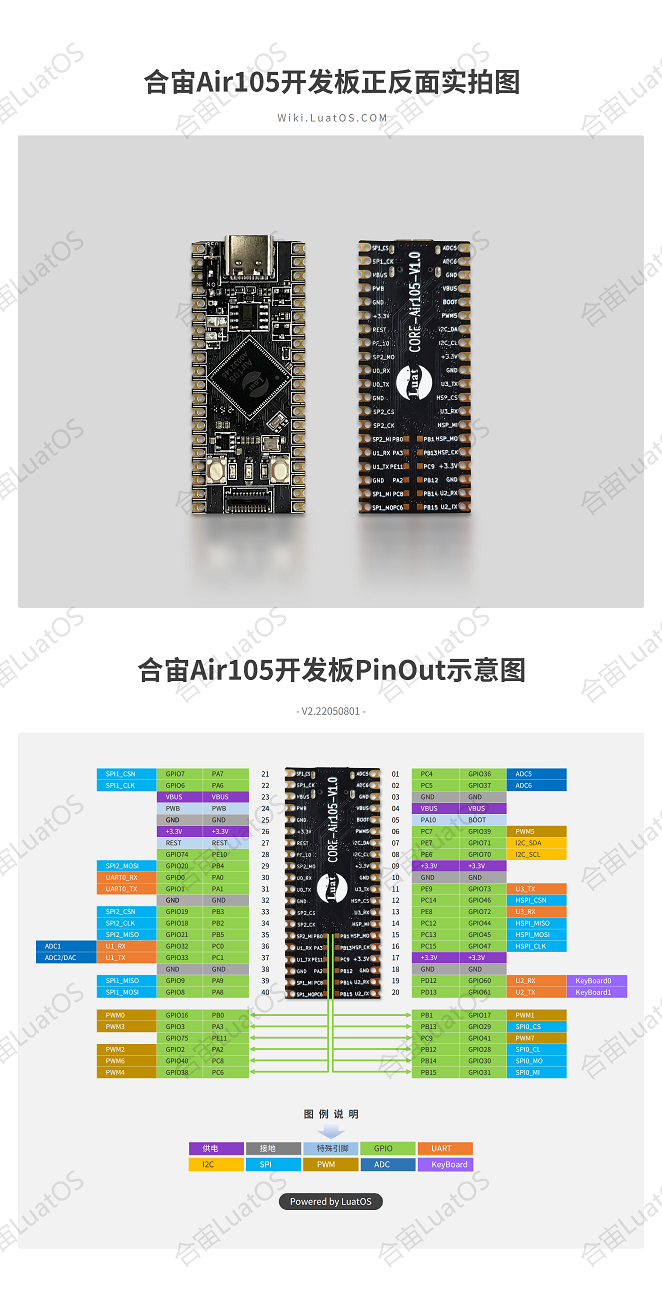 合宙Air105开发板正反面实拍图
Wiki.LuatOS.COM
SP1_CS ADC5
SP1_CK ADC6
VBUS GND
PWB VBUS
GND BOOT
+3.3V PWM5
REST I2C_DA
PE_10 I2C_CL
SP2_MO +3.3V
U0_RX GND
U0_TX U3_TX
GND HSP_CS
SP2_CS U3_RX
SP2_CK HSP_MI
SP2_MI PB0 PB1 HSP_MO
U1_RX PA3 PB13 HSP_CK
U1_TX PE11 PC9 +3.3V
GND PA2 PB12 GND
SP1_MI PC8 PB14 U2_RX
SP1_MO PC6 PB15 U2_TX
CORE-Air105-V1.0
Luat
合宙Air105开发板PinOut示意图
- V2.22050801 -
SPI1_CSN GPIO7 PA7 21 01 PC4 GPIO36 ADC5
SPI1_CLK GPIO6 PA6 22 02 PC5 GPIO37 ADC6
VBUS VBUS 23 03 GND GND
PWB PWB 24 04 VBUS VBUS
GND GND 25 05 PA10 BOOT
+3.3V +3.3V 26 06 PC7 GPIO39 PWM5
REST REST 27 07 PE7 GPIO71 I2C_SDA
GPIO74 PE10 28 08 PE6 GPIO70 I2C_SCL
SPI2_MOSI GPIO20 PB4 29 09 +3.3V +3.3V
UART0_RX GPIO0 PA0 30 10 GND GND
UART0_TX GPIO1 PA1 31 11 PE9 GPIO73 U3_TX
GND GND 32 12 PC14 GPIO46 HSPI_CSN
SPI2_CSN GPIO19 PB3 33 13 PE8 GPIO72 U3_RX
SPI2_CLK GPIO18 PB2 34 14 PC12 GPIO44 HSPI_MISO
SPI2_MISO GPIO21 PB5 35 15 PC13 GPIO45 HSPI_MOSI
ADC1 U1_RX GPIO32 PC0 36 16 PC15 GPIO47 HSPI_CLK
ADC2/DAC U1_TX GPIO33 PC1 37 17 +3.3V +3.3V
GND GND 38 18 GND GND
SPI1_MISO GPIO9 PA9 39 19 PD12 GPIO60 U2_RX KeyBoard0
SPI1_MOSI GPIO8 PA8 40 20 PD13 GPIO61 U2_TX KeyBoard1
PWM0 GPIO16 PB0 PB1 GPIO17 PWM1
PWM3 GPIO3 PA3 PB13 GPIO29 SPI0_CS
GPIO75 PE11 PC9 GPIO41 PWM7
PWM2 GPIO2 PA2 PB12 GPIO28 SPI0_CL
PWM6 GPIO40 PC8 PB14 GPIO30 SPI0_MO
PWM4 GPIO38 PC6 PB15 GPIO31 SPI0_MI
图例说明
供电 接地 特殊引脚 GPIO UART
I2C SPI PWM ADC KeyBoard
Powered by LuatOS
合宙LuatOS